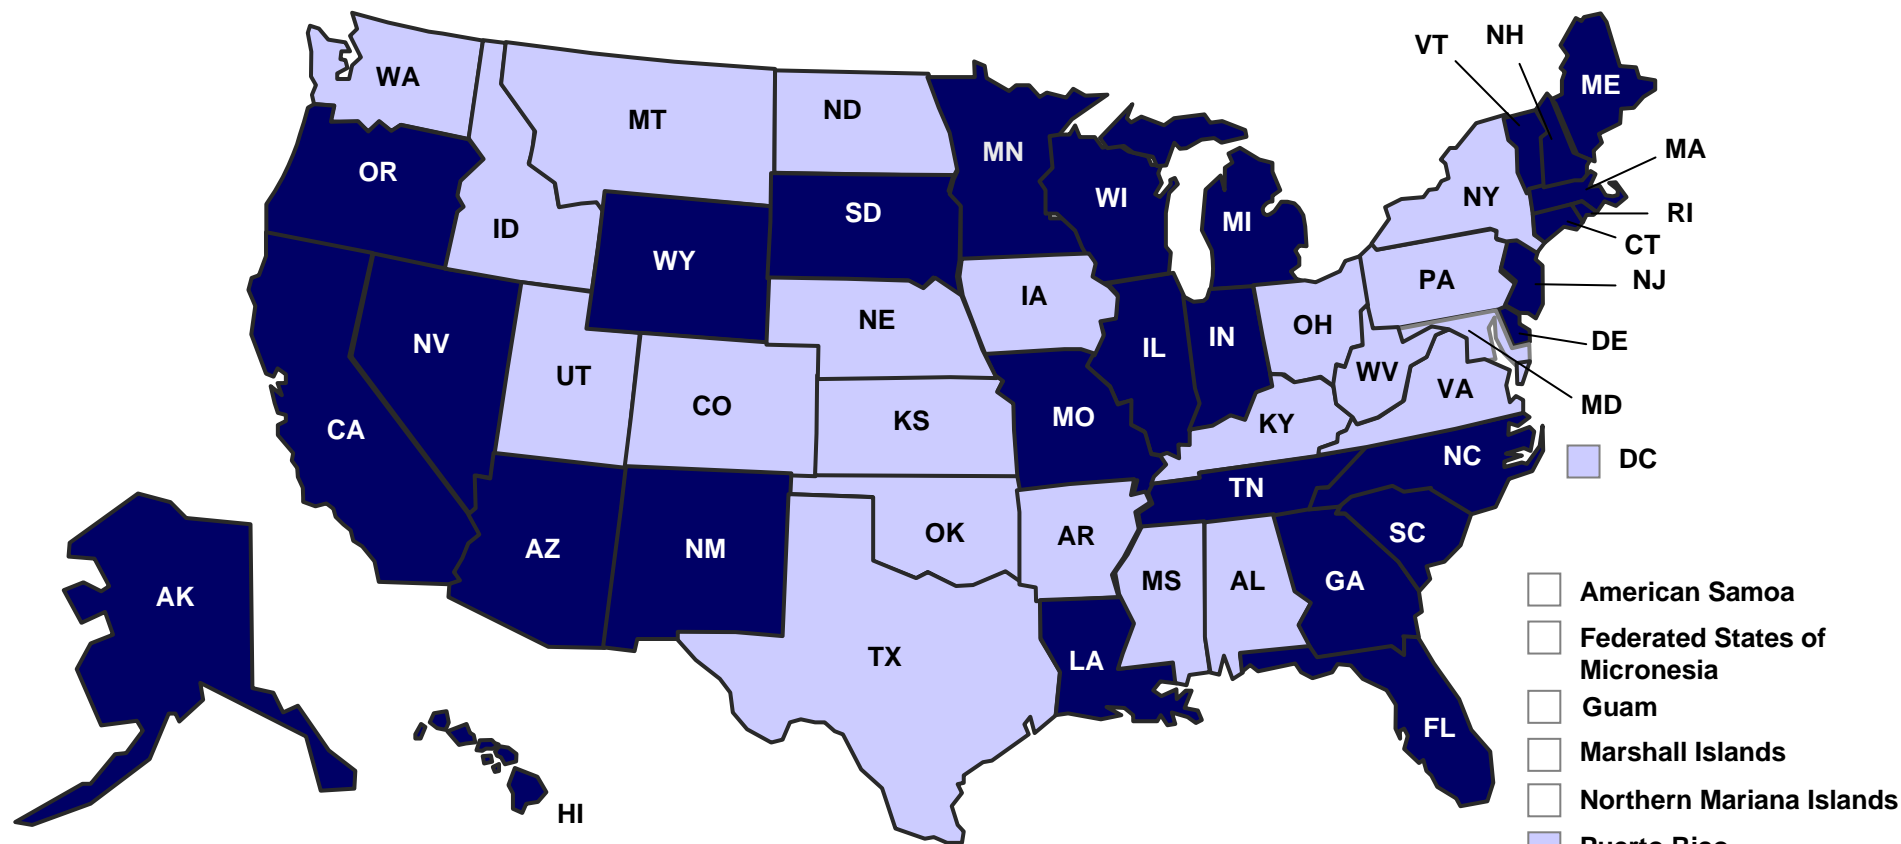 VT
NH
WA
ME
MT
ND
MN
MA
OR
WI
NY
SD
RI
MI
ID
CT
WY
PA
NJ
IA
NE
OH
NV
IN
DE
IL
UT
WV
VA
CO
MD
KS
MO
KY
CA
NC
DC
TN
OK
SC
AR
AZ
NM
MS
AL
GA
American Samoa
AK
Federated States of
Micronesia
TX
LA
Guam
FL
Marshall Islands
Northern Mariana Islands
HI
Puerto Rico